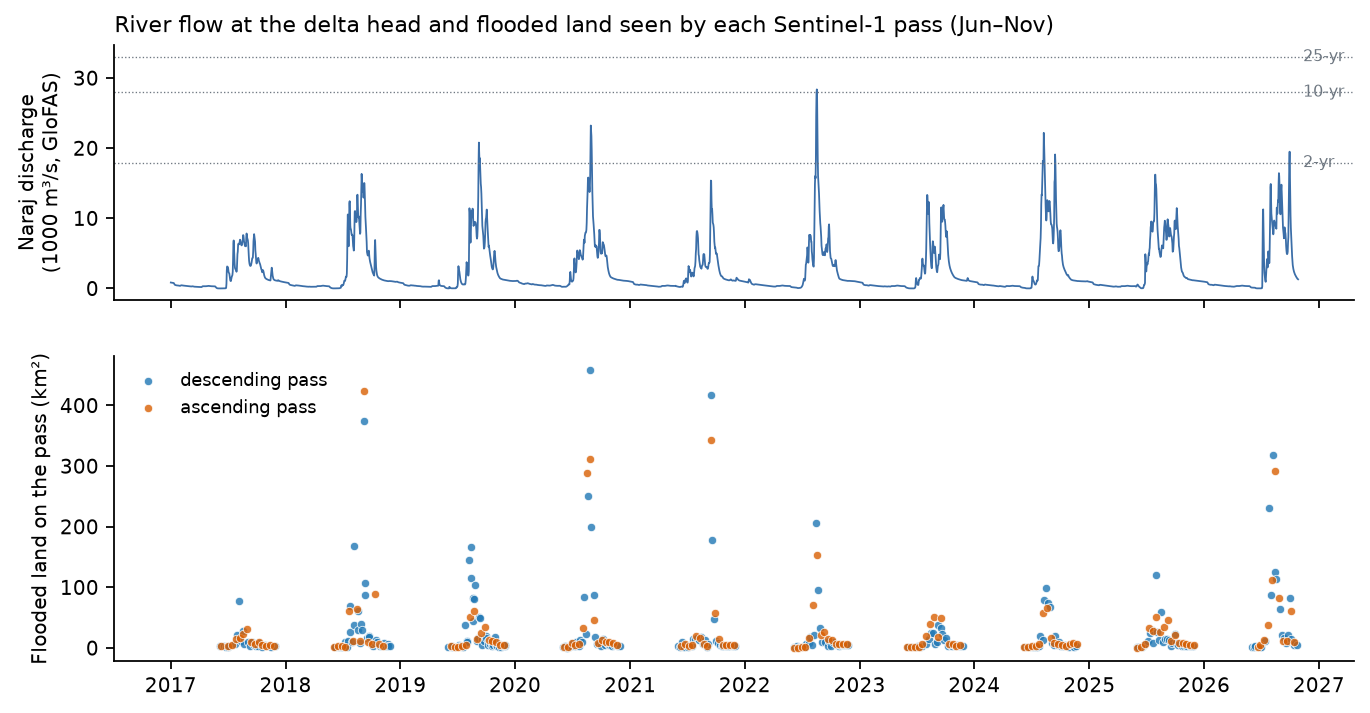 River flow at the delta head and flooded land seen by each Sentinel-1 pass (Jun–Nov)
Naraj discharge
(1000 m³/s, GloFAS)
30
20
10
0
25-yr
10-yr
2-yr
Flooded land on the pass (km²)
400
300
200
100
0
descending pass
ascending pass
2017 2018 2019 2020 2021 2022 2023 2024 2025 2026 2027